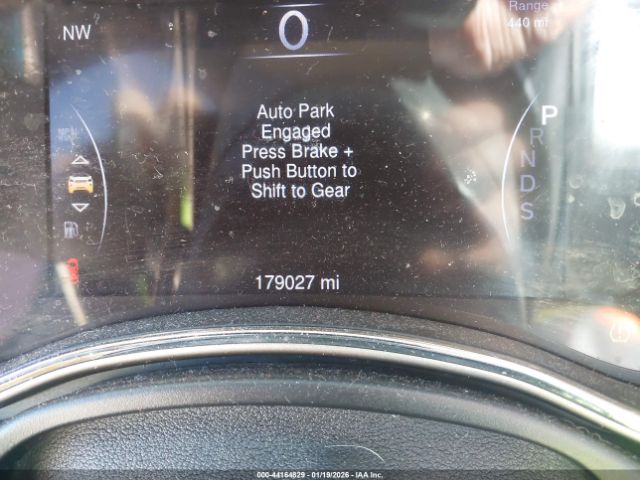 NW
0
Range
440 mi
Auto Park
Engaged
Press Brake +
Push Button to
Shift to Gear
P
R
N
D
S
179027 mi
000-44164829 - 01/19/2026 - IAA Inc.